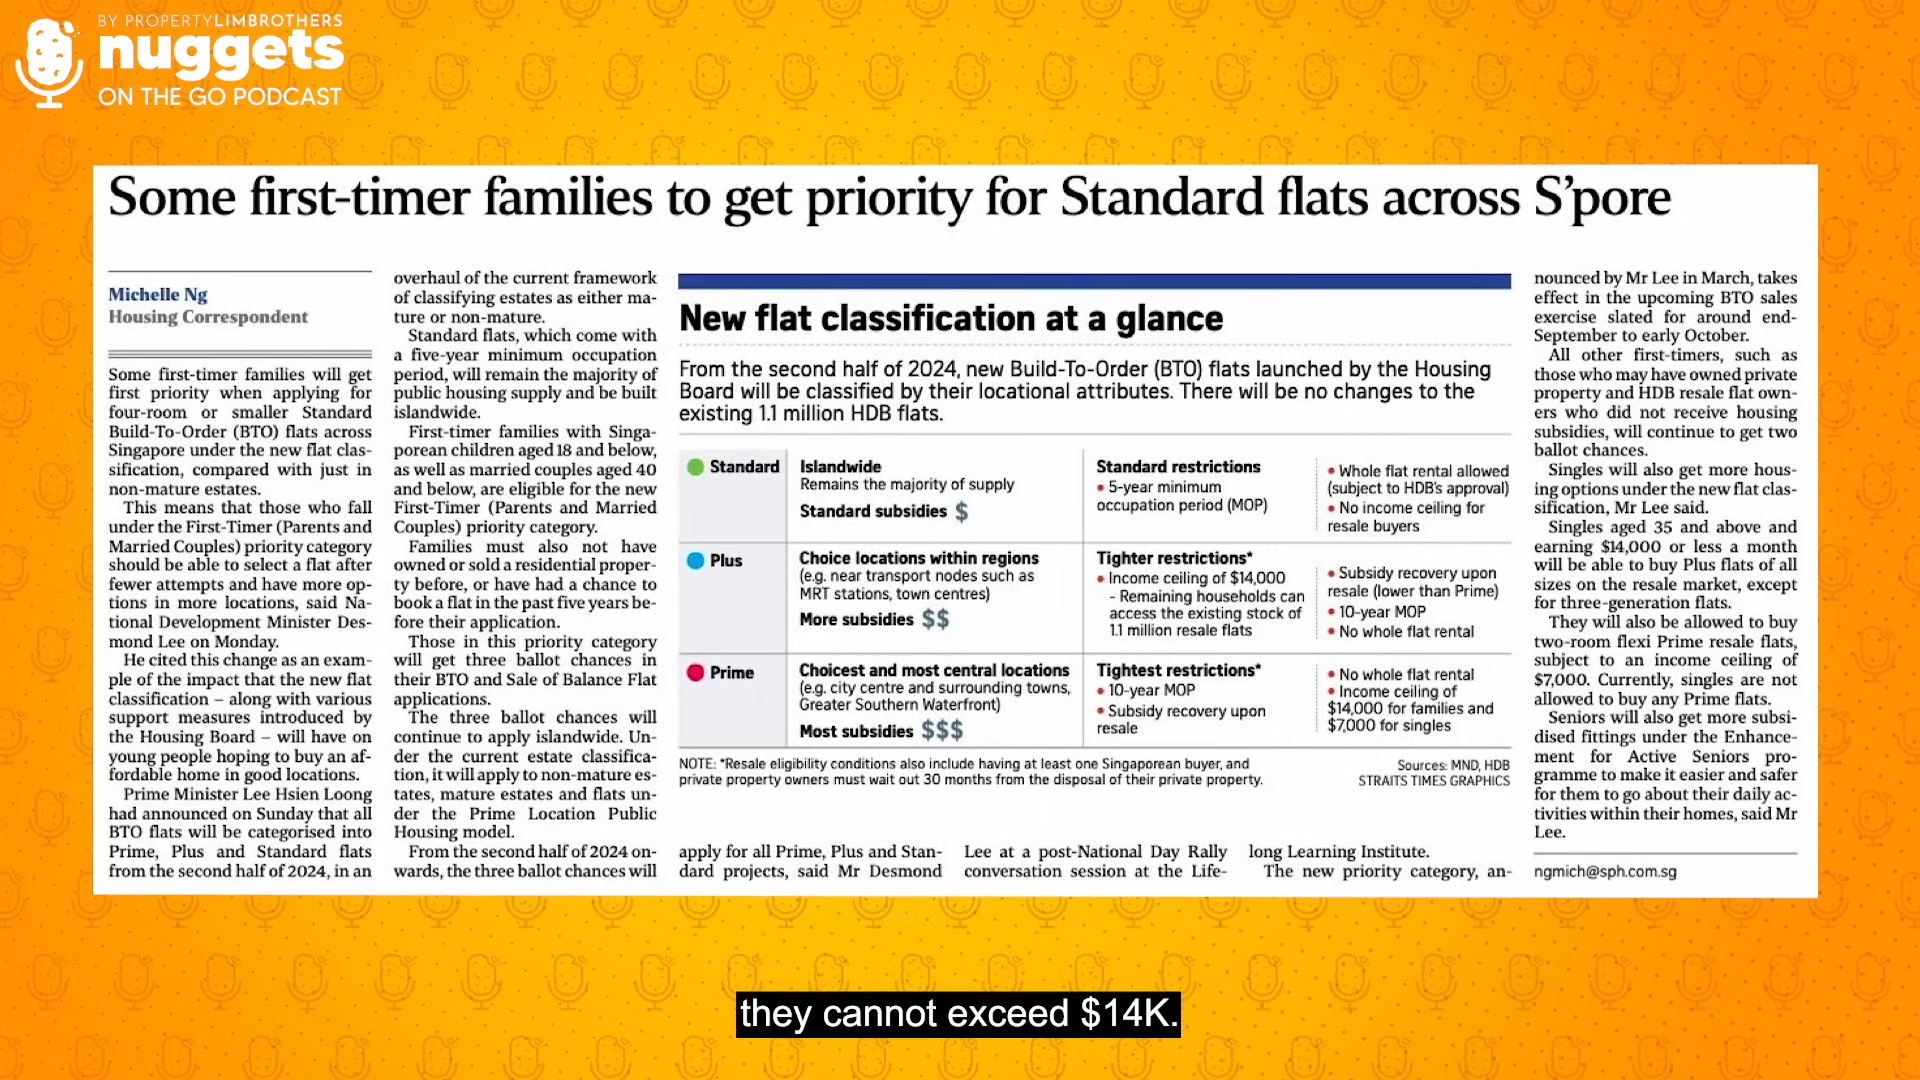 BY PROPERTYLIMBROTHERS
nuggets
ON THE GO PODCAST
Some first-timer families to get priority for Standard flats across S'pore
Michelle Ng
Housing Correspondent
Some first-timer families will get
first priority when applying for
four-room or smaller Standard
Build-To-Order (BTO) flats across
Singapore under the new flat clas-
sification, compared with just in
non-mature estates.
This means that those who fall
under the First-Timer (Parents and
Married Couples) priority category
should be able to select a flat after
fewer attempts and have more op-
tions in more locations, said Na-
tional Development Minister Des-
mond Lee on Monday.
He cited this change as an exam-
ple of the impact that the new flat
classification – along with various
support measures introduced by
the Housing Board – will have on
young people hoping to buy an af-
fordable home in good locations.
Prime Minister Lee Hsien Loong
had announced on Sunday that all
BTO flats will be categorised into
Prime, Plus and Standard flats
from the second half of 2024, in an
overhaul of the current framework
of classifying estates as either ma-
ture or non-mature.
Standard flats, which come with
a five-year minimum occupation
period, will remain the majority of
public housing supply and be built
islandwide.
First-timer families with Singa-
porean children aged 18 and below,
as well as married couples aged 40
and below, are eligible for the new
First-Timer (Parents and Married
Couples) priority category.
Families must also not have
owned or sold a residential proper-
ty before, or have had a chance to
book a flat in the past five years be-
fore their application.
Those in this priority category
will get three ballot chances in
their BTO and Sale of Balance Flat
applications.
The three ballot chances will
continue to apply islandwide. Un-
der the current estate classifica-
tion, it will apply to non-mature es-
tates, mature estates and flats un-
der the Prime Location Public
Housing model.
From the second half of 2024 on-
wards, the three ballot chances will
New flat classification at a glance
From the second half of 2024, new Build-To-Order (BTO) flats launched by the Housing
Board will be classified by their locational attributes. There will be no changes to the
existing 1.1 million HDB flats.
Standard
Islandwide
Remains the majority of supply
Standard subsidies $
Standard restrictions
• 5-year minimum
occupation period (MOP)
• Whole flat rental allowed
(subject to HDB's approval)
• No income ceiling for
resale buyers
Plus
Choice locations within regions
(e.g. near transport nodes such as
MRT stations, town centres)
More subsidies $$
Tighter restrictions*
• Income ceiling of $14,000
- Remaining households can
access the existing stock of
1.1 million resale flats
• Subsidy recovery upon
resale (lower than Prime)
• 10-year MOP
• No whole flat rental
Prime
Choicest and most central locations
(e.g. city centre and surrounding towns,
Greater Southern Waterfront)
Most subsidies $$$
Tightest restrictions*
• 10-year MOP
• Subsidy recovery upon
resale
• No whole flat rental
• Income ceiling of
$14,000 for families and
$7,000 for singles
NOTE: *Resale eligibility conditions also include having at least one Singaporean buyer, and
private property owners must wait out 30 months from the disposal of their private property.
Sources: MND, HDB
STRAITS TIMES GRAPHICS
apply for all Prime, Plus and Stan-
dard projects, said Mr Desmond
Lee at a post-National Day Rally
conversation session at the Life-
long Learning Institute.
The new priority category, an-
nounced by Mr Lee in March, takes
effect in the upcoming BTO sales
exercise slated for around end-
September to early October.
All other first-timers, such as
those who may have owned private
property and HDB resale flat own-
ers who did not receive housing
subsidies, will continue to get two
ballot chances.
Singles will also get more hous-
ing options under the new flat clas-
sification, Mr Lee said.
Singles aged 35 and above and
earning $14,000 or less a month
will be able to buy Plus flats of all
sizes on the resale market, except
for three-generation flats.
They will also be allowed to buy
two-room flexi Prime resale flats,
subject to an income ceiling of
$7,000. Currently, singles are not
allowed to buy any Prime flats.
Seniors will also get more subsi-
dised fittings under the Enhance-
ment for Active Seniors pro-
gramme to make it easier and safer
for them to go about their daily ac-
tivities within their homes, said Mr
Lee.
ngmich@sph.com.sg
they cannot exceed $14K.